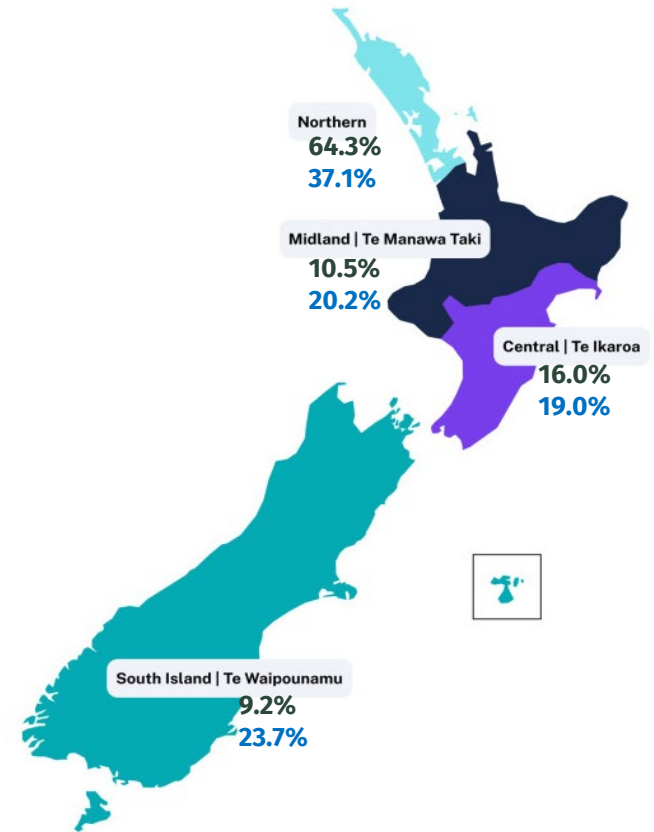 Northern
64.3%
37.1%
Midland | Te Manawa Taki
10.5%
20.2%
Central | Te Ikaroa
16.0%
19.0%
South Island | Te Waipounamu
9.2%
23.7%